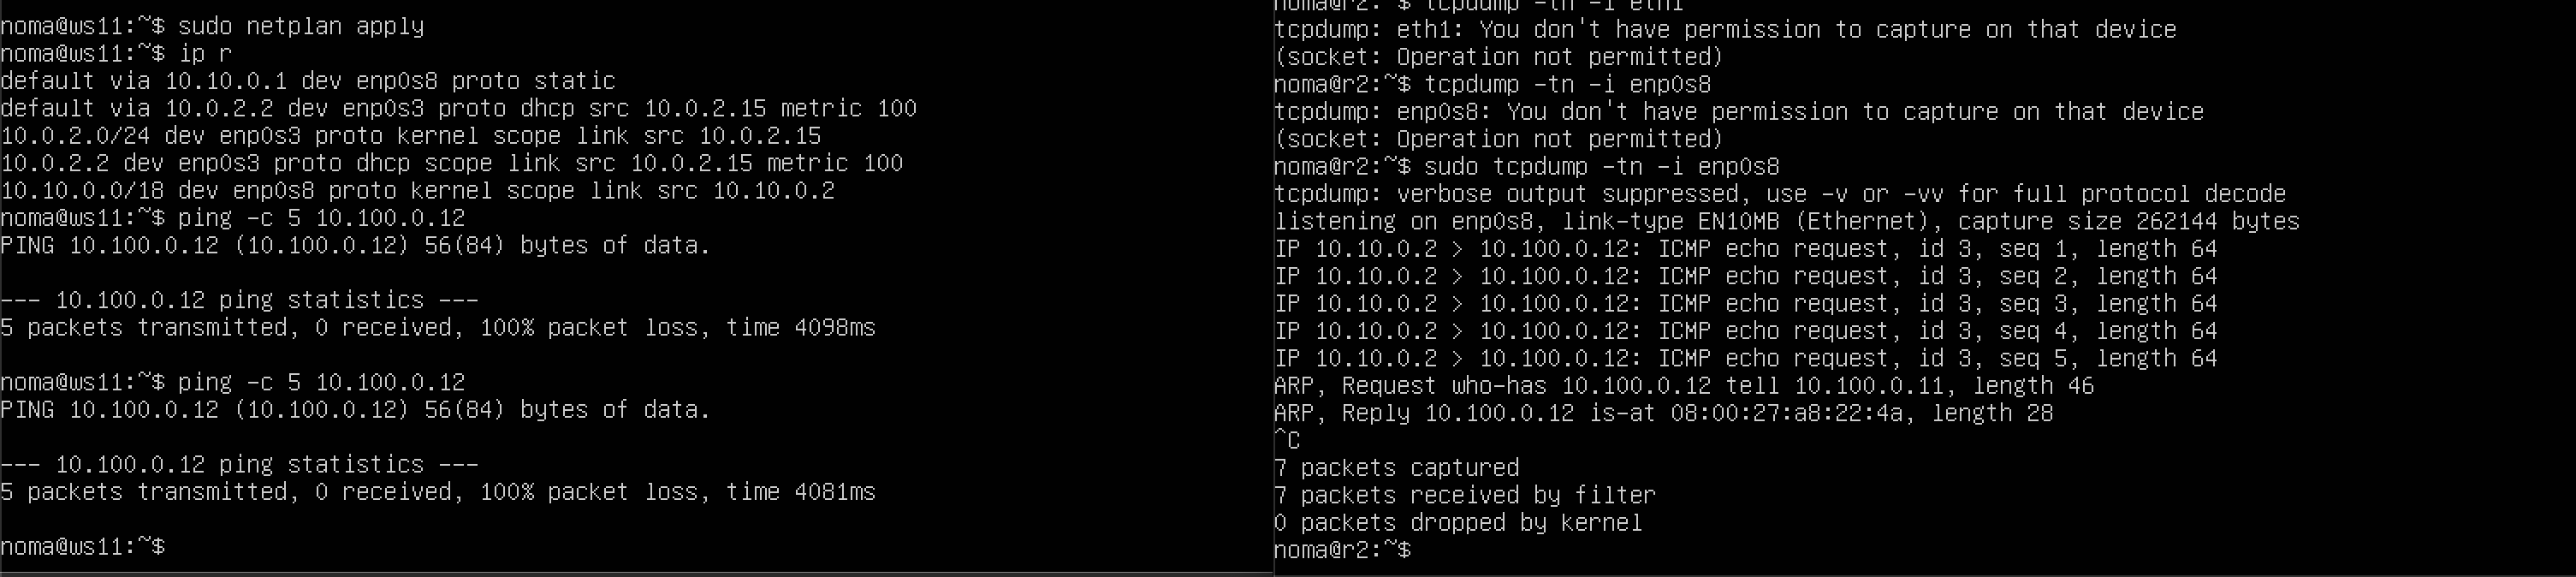 noma@ws11:~$ sudo netplan apply
noma@ws11:~$ ip r
default via 10.10.0.1 dev enp0s8 proto static
default via 10.0.2.2 dev enp0s3 proto dhcp src 10.0.2.15 metric 100
10.0.2.0/24 dev enp0s3 proto kernel scope link src 10.0.2.15
10.0.2.2 dev enp0s3 proto dhcp scope link src 10.0.2.15 metric 100
10.10.0.0/18 dev enp0s8 proto kernel scope link src 10.10.0.2
noma@ws11:~$ ping -c 5 10.100.0.12
PING 10.100.0.12 (10.100.0.12) 56(84) bytes of data.
--- 10.100.0.12 ping statistics ---
5 packets transmitted, 0 received, 100% packet loss, time 4098ms
noma@ws11:~$ ping -c 5 10.100.0.12
PING 10.100.0.12 (10.100.0.12) 56(84) bytes of data.
--- 10.100.0.12 ping statistics ---
5 packets transmitted, 0 received, 100% packet loss, time 4081ms
noma@ws11:~$
noma@r2:~$ tcpdump -tn -i eth1
tcpdump: eth1: You don't have permission to capture on that device
(socket: Operation not permitted)
noma@r2:~$ tcpdump -tn -i enp0s8
tcpdump: enp0s8: You don't have permission to capture on that device
(socket: Operation not permitted)
noma@r2:~$ sudo tcpdump -tn -i enp0s8
tcpdump: verbose output suppressed, use -v or -vv for full protocol decode
listening on enp0s8, link-type EN10MB (Ethernet), capture size 262144 bytes
IP 10.10.0.2 > 10.100.0.12: ICMP echo request, id 3, seq 1, length 64
IP 10.10.0.2 > 10.100.0.12: ICMP echo request, id 3, seq 2, length 64
IP 10.10.0.2 > 10.100.0.12: ICMP echo request, id 3, seq 3, length 64
IP 10.10.0.2 > 10.100.0.12: ICMP echo request, id 3, seq 4, length 64
IP 10.10.0.2 > 10.100.0.12: ICMP echo request, id 3, seq 5, length 64
ARP, Request who-has 10.100.0.12 tell 10.100.0.11, length 46
ARP, Reply 10.100.0.12 is-at 08:00:27:a8:22:4a, length 28
^C
7 packets captured
7 packets received by filter
0 packets dropped by kernel
noma@r2:~$